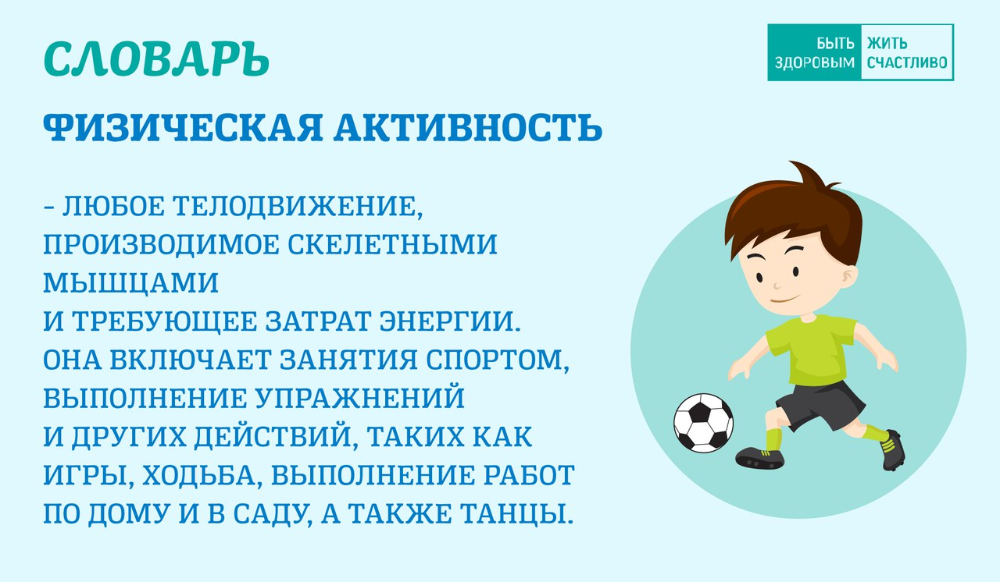 СЛОВАРЬ
БЫТЬ ЗДОРОВЫМ
ЖИТЬ СЧАСТЛИВО
ФИЗИЧЕСКАЯ АКТИВНОСТЬ
- ЛЮБОЕ ТЕЛОДВИЖЕНИЕ,
ПРОИЗВОДИМОЕ СКЕЛЕТНЫМИ
МЫШЦАМИ
И ТРЕБУЮЩЕЕ ЗАТРАТ ЭНЕРГИИ.
ОНА ВКЛЮЧАЕТ ЗАНЯТИЯ СПОРТОМ,
ВЫПОЛНЕНИЕ УПРАЖНЕНИЙ
И ДРУГИХ ДЕЙСТВИЙ, ТАКИХ КАК
ИГРЫ, ХОДЬБА, ВЫПОЛНЕНИЕ РАБОТ
ПО ДОМУ И В САДУ, А ТАКЖЕ ТАНЦЫ.